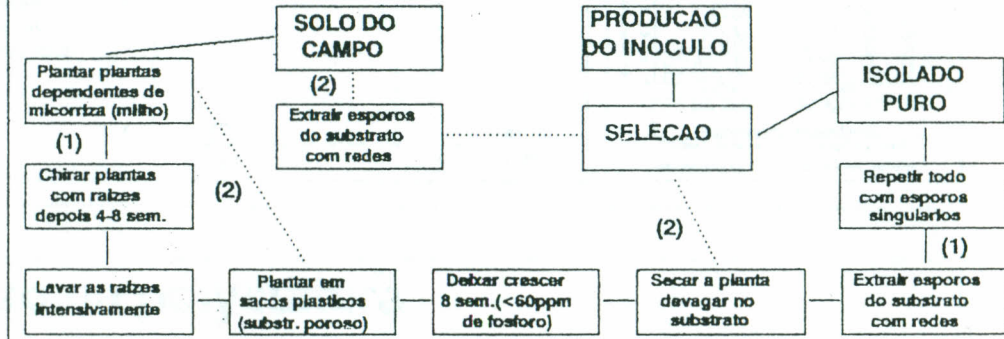 SOLO DO
CAMPO
PRODUCAO
DO INOCULO
Plantar plantas
dependentes de
micorriza (milho)
(2)
ISOLADO
PURO
Extrair esporos
do substrato
com redes
SELECAO
(1)
Chirar plantas
com raizes
depois 4-8 sem.
(2)
Repetir todo
com esporos
singularios
(2)
(1)
Lavar as raizes
intensivamente
Plantar em
sacos plasticos
(substr. poroso)
Deixar crescer
8 sem.(<60ppm
de fosforo)
Secar a planta
devagar no
substrato
Extrair esporos
do substrato
com redes